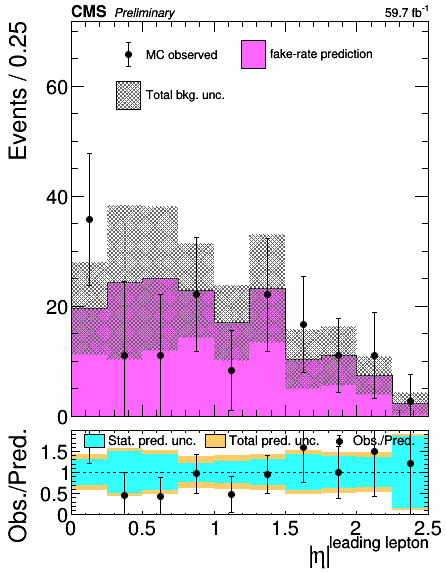 CMS Preliminary 59.7 fb⁻¹
Events / 0.25
60
40
20
0
MC observed
fake-rate prediction
Total bkg. unc.
Obs./Pred.
1.5
1
0.5
0
Stat. pred. unc.
Total pred. unc.
Obs./Pred.
0 0.5 1 1.5 2 2.5
|η|leading lepton